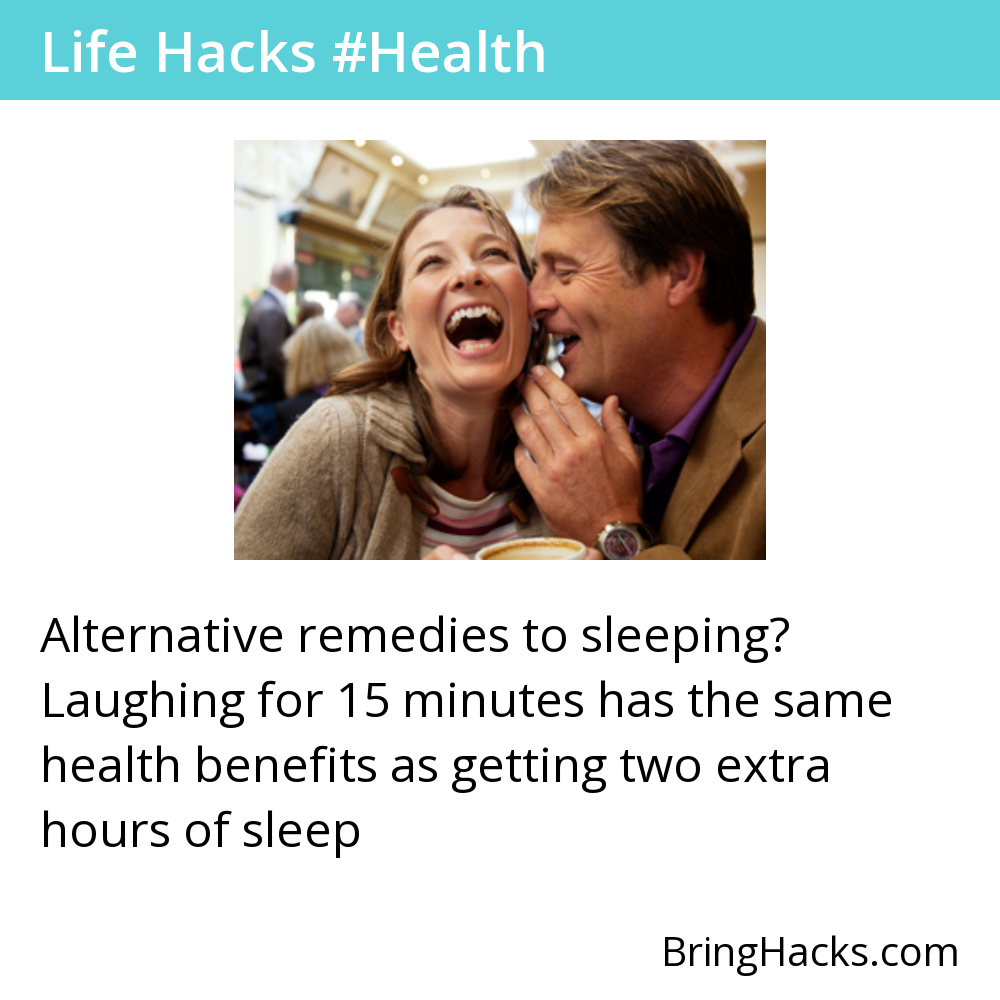 Life Hacks #Health
Alternative remedies to sleeping?
Laughing for 15 minutes has the same
health benefits as getting two extra
hours of sleep
BringHacks.com